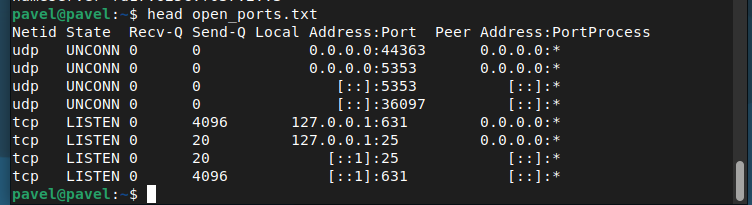 pavel@pavel:~$ head open_ports.txt
Netid State  Recv-Q Send-Q Local Address:Port  Peer Address:PortProcess
udp   UNCONN 0      0            0.0.0.0:44363      0.0.0.0:*
udp   UNCONN 0      0            0.0.0.0:5353       0.0.0.0:*
udp   UNCONN 0      0               [::]:5353          [::]:*
udp   UNCONN 0      0               [::]:36097         [::]:*
tcp   LISTEN 0      4096       127.0.0.1:631        0.0.0.0:*
tcp   LISTEN 0      20         127.0.0.1:25         0.0.0.0:*
tcp   LISTEN 0      20             [::1]:25            [::]:*
tcp   LISTEN 0      4096           [::1]:631           [::]:*
pavel@pavel:~$